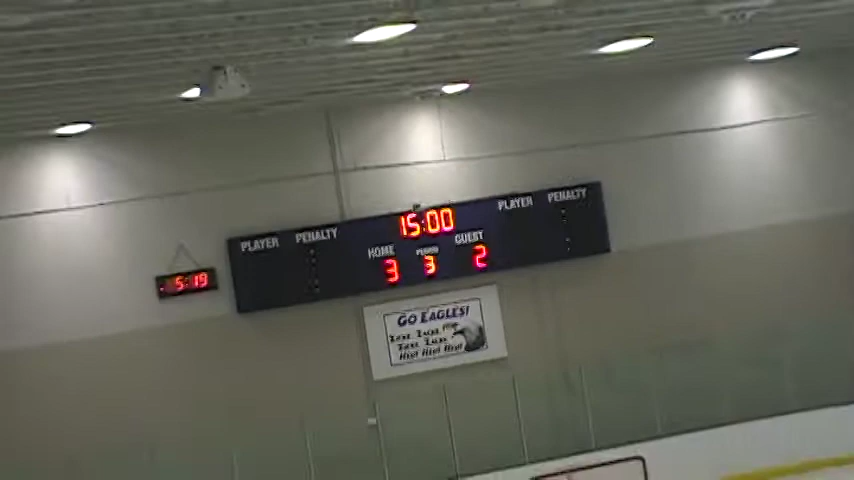 PLAYER PENALTY 15:00 PLAYER PENALTY
HOME PERIOD GUEST
3 3 2
5:19
GO EAGLES!